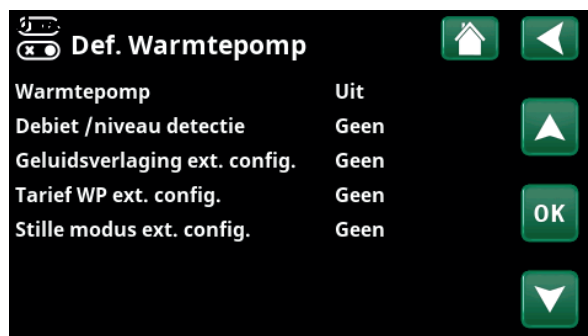 Def. Warmtepomp
Warmtepomp Uit
Debiet /niveau detectie Geen
Geluidsverlaging ext. config. Geen
Tarief WP ext. config. Geen
Stille modus ext. config. Geen
OK